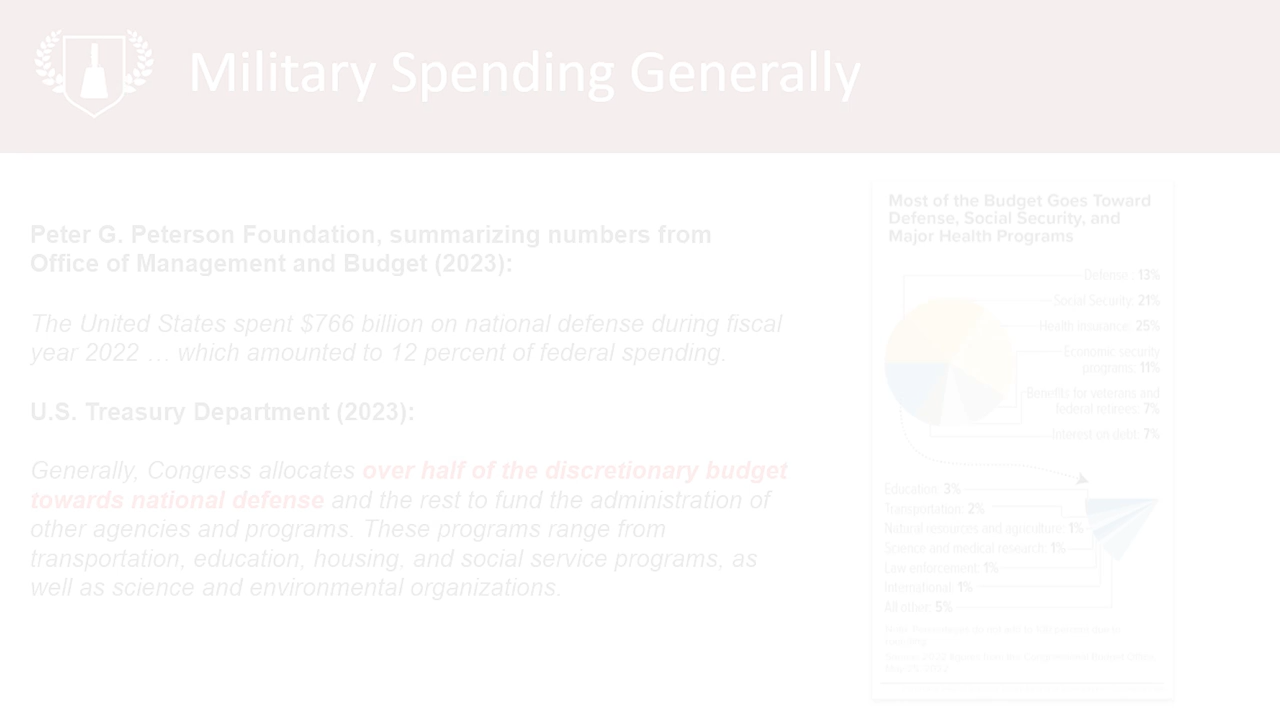 Military Spending Generally
Peter G. Peterson Foundation, summarizing numbers from
Office of Management and Budget (2023):
The United States spent $766 billion on national defense during fiscal
year 2022 … which amounted to 12 percent of federal spending.
U.S. Treasury Department (2023):
Generally, Congress allocates over half of the discretionary budget
towards national defense and the rest to fund the administration of
other agencies and programs. These programs range from
transportation, education, housing, and social service programs, as
well as science and environmental organizations.
Most of the Budget Goes Toward
Defense, Social Security, and
Major Health Programs
Defense : 13%
Social Security: 21%
Health insurance: 25%
Economic security
programs: 11%
Benefits for veterans and
federal retirees: 7%
Interest on debt: 7%
Education: 3%
Transportation: 2%
Natural resources and agriculture: 1%
Science and medical research: 1%
Law enforcement: 1%
International: 1%
All other: 5%